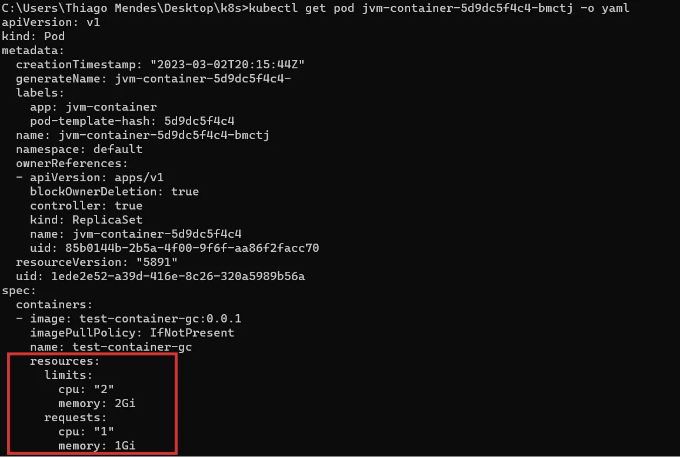 C:\Users\Thiago Mendes\Desktop\k8s>kubectl get pod jvm-container-5d9dc5f4c4-bmctj -o yaml
apiVersion: v1
kind: Pod
metadata:
  creationTimestamp: "2023-03-02T20:15:44Z"
  generateName: jvm-container-5d9dc5f4c4-
  labels:
    app: jvm-container
    pod-template-hash: 5d9dc5f4c4
  name: jvm-container-5d9dc5f4c4-bmctj
  namespace: default
  ownerReferences:
  - apiVersion: apps/v1
    blockOwnerDeletion: true
    controller: true
    kind: ReplicaSet
    name: jvm-container-5d9dc5f4c4
    uid: 85b0144b-2b5a-4f00-9f6f-aa86f2facc70
  resourceVersion: "5891"
  uid: 1ede2e52-a39d-416e-8c26-320a5989b56a
spec:
  containers:
  - image: test-container-gc:0.0.1
    imagePullPolicy: IfNotPresent
    name: test-container-gc
    resources:
      limits:
        cpu: "2"
        memory: 2Gi
      requests:
        cpu: "1"
        memory: 1Gi